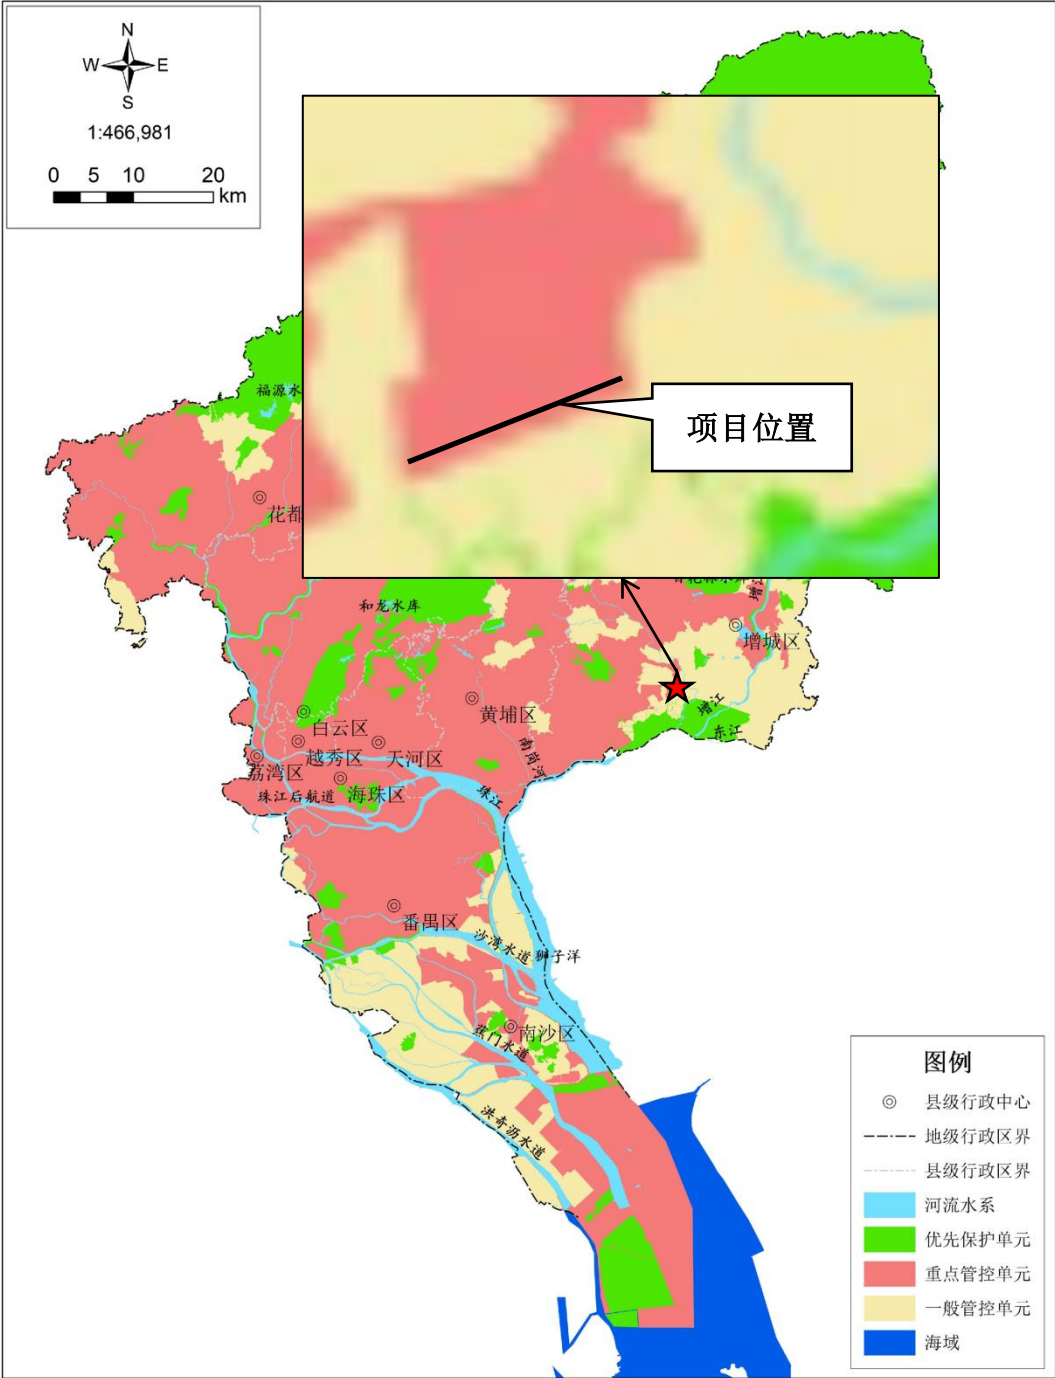 N
W E
S
1:466,981
0 5 10 20
km
项目位置
福源水
花都
和龙水库
增江
增城区
黄埔区
增江
东江
南岗河
白云区
越秀区
天河区
荔湾区
海珠区
珠江后航道
珠江
番禺区
沙湾水道
狮子洋
南沙区
蕉门水道
洪奇沥水道
图例
县级行政中心
地级行政区界
县级行政区界
河流水系
优先保护单元
重点管控单元
一般管控单元
海域